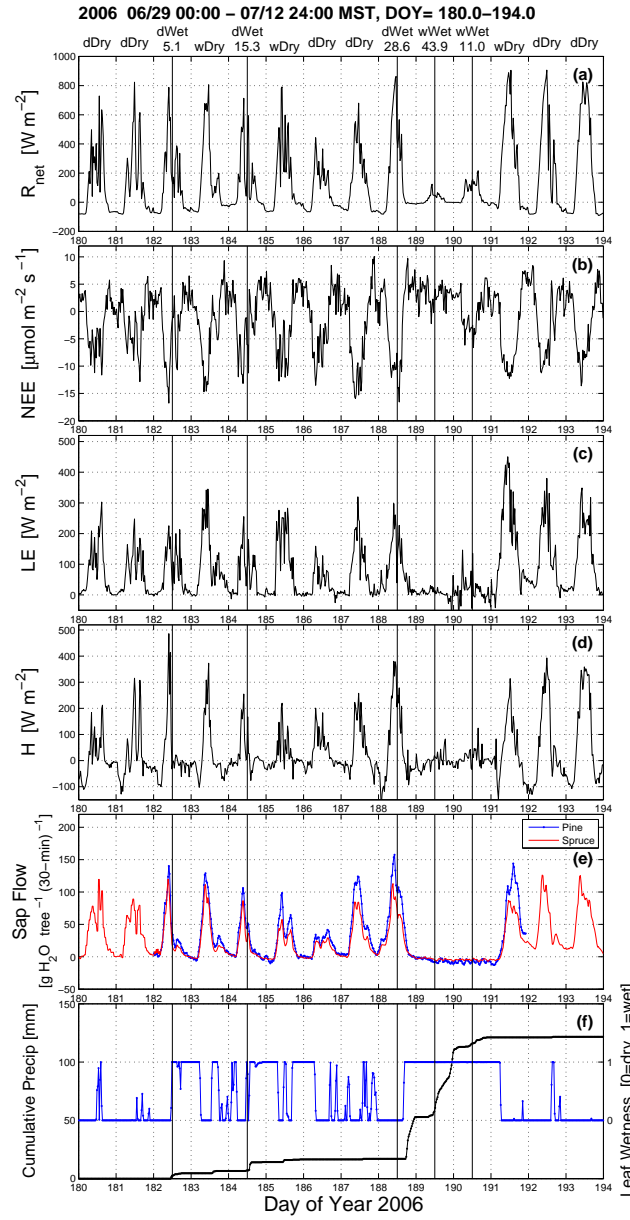 2006 06/29 00:00 − 07/12 24:00 MST, DOY= 180.0−194.0
dDry dDry dWet wDry dWet wDry dDry dDry dWet wWet wWet wDry dDry dDry
5.1 15.3 28.6 43.9 11.0
(a)
1000
800
600
400
200
0
−200
R_net [W m⁻²]
180 181 182 183 184 185 186 187 188 189 190 191 192 193 194
(b)
10
5
0
−5
−10
−15
−20
NEE [μmol m⁻² s⁻¹]
180 181 182 183 184 185 186 187 188 189 190 191 192 193 194
(c)
500
400
300
200
100
0
LE [W m⁻²]
180 181 182 183 184 185 186 187 188 189 190 191 192 193 194
(d)
500
400
300
200
100
0
−100
H [W m⁻²]
180 181 182 183 184 185 186 187 188 189 190 191 192 193 194
Pine
Spruce
(e)
200
150
100
50
0
−50
Sap Flow
[g H₂O tree⁻¹ (30−min)⁻¹]
180 181 182 183 184 185 186 187 188 189 190 191 192 193 194
(f)
150
100
50
0
Cumulative Precip [mm]
1
0
Leaf Wetness [0=dry, 1=wet]
180 181 182 183 184 185 186 187 188 189 190 191 192 193 194
Day of Year 2006